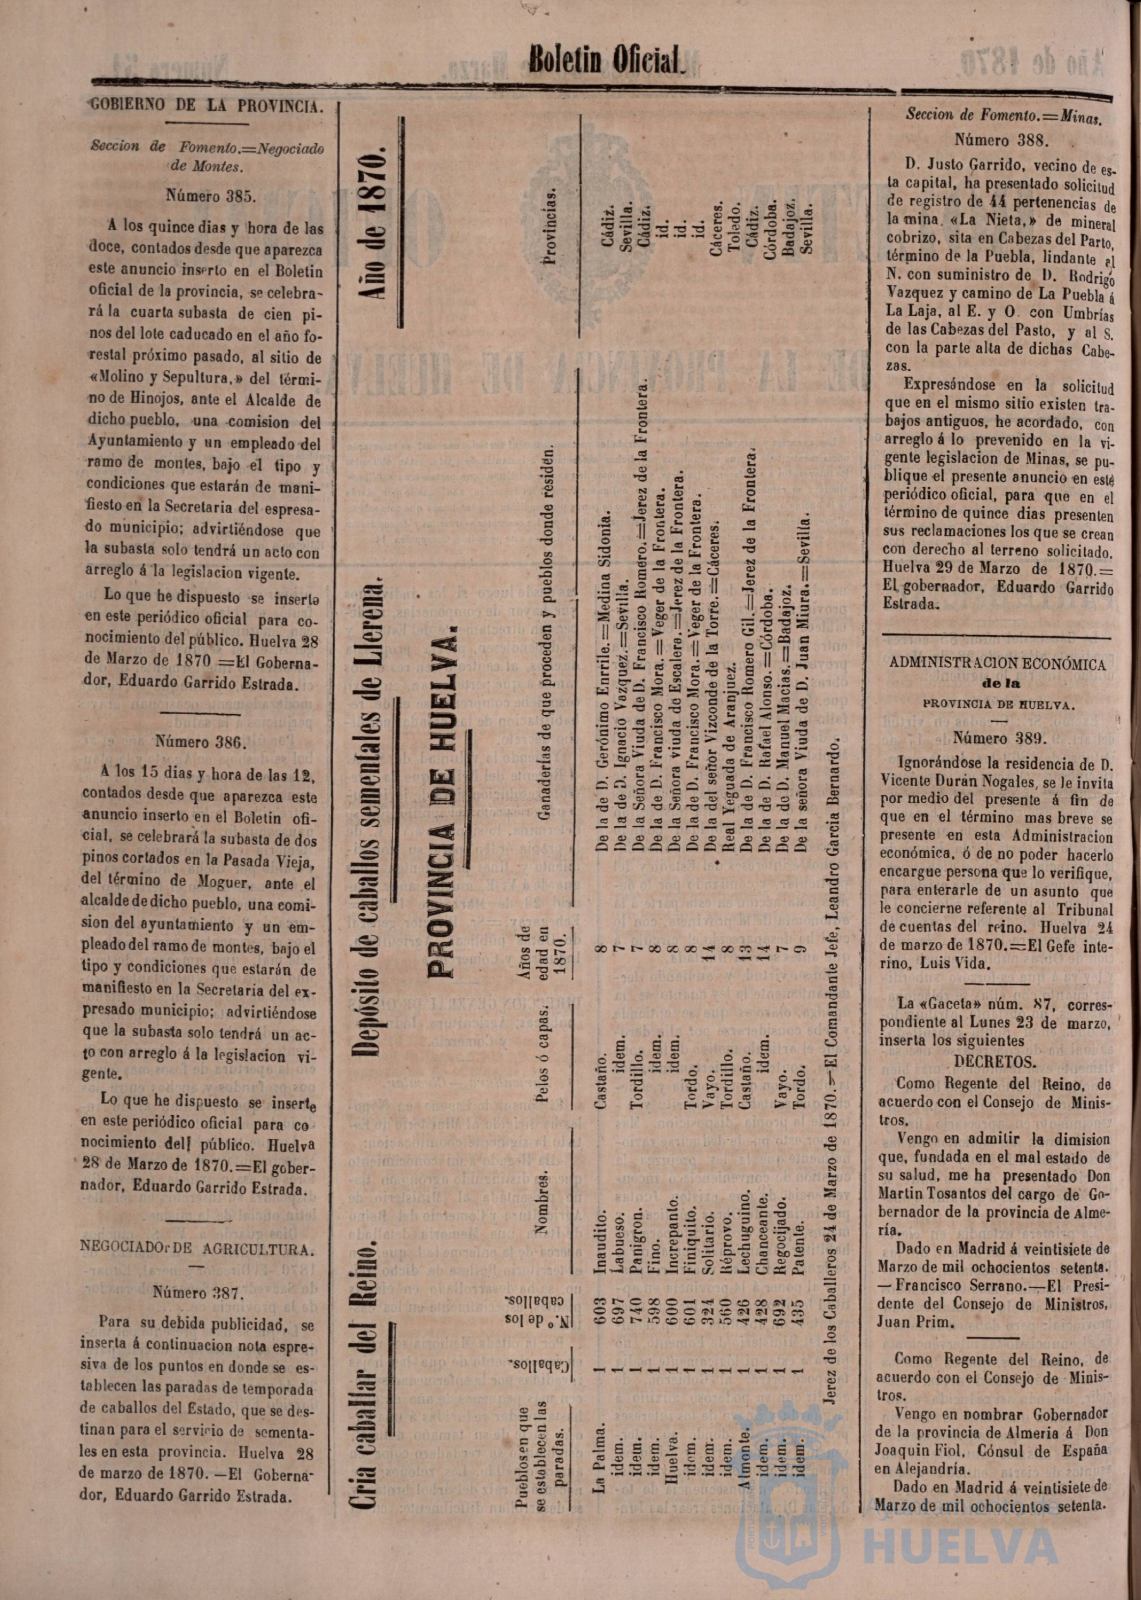 Boletin Oficial.
GOBIERNO DE LA PROVINCIA.
Seccion de Fomento.=Negociado
de Montes.
Número 385.
A los quince dias y hora de las
doce, contados desde que aparezca
este anuncio inserto en el Boletin
oficial de la provincia, se celebra-
rá la cuarta subasta de cien pi-
nos del lote caducado en el año fo-
restal próximo pasado, al sitio de
«Molino y Sepultura,» del térmi-
no de Hinojos, ante el Alcalde de
dicho pueblo, una comision del
Ayuntamiento y un empleado del
ramo de montes, bajo el tipo y
condiciones que estarán de mani-
fiesto en la Secretaria del espresa-
do municipio; advirtiéndose que
la subasta solo tendrá un acto con
arreglo á la legislacion vigente.
Lo que he dispuesto se inserte
en este periódico oficial para co-
nocimiento del público. Huelva 28
de Marzo de 1870 =El Goberna-
dor, Eduardo Garrido Estrada.
Número 386.
A los 15 dias y hora de las 12,
contados desde que aparezca este
anuncio inserto en el Boletin ofi-
cial, se celebrará la subasta de dos
pinos cortados en la Pasada Vieja,
del término de Moguer, ante el
alcalde de dicho pueblo, una comi-
sion del ayuntamiento y un em-
pleado del ramo de montes, bajo el
tipo y condiciones que estarán de
manifiesto en la Secretaria del ex-
presado municipio; advirtiéndose
que la subasta solo tendrá un ac-
to con arreglo á la legislacion vi-
gente.
Lo que he dispuesto se inserte
en este periódico oficial para co
nocimiento del público. Huelva
28 de Marzo de 1870.=El gober-
nador, Eduardo Garrido Estrada.
NEGOCIADO DE AGRICULTURA.
Número 387.
Para su debida publicidad, se
inserta á continuacion nota espre-
siva de los puntos en donde se es-
tablecen las paradas de temporada
de caballos del Estado, que se des-
tinan para el servicio de sementa-
les en esta provincia. Huelva 28
de marzo de 1870. —El Goberna-
dor, Eduardo Garrido Estrada.
Cria caballar del Reino. Depósito de caballos sementales de Llerena. Año de 1870.
PROVINCIA DE HUELVA.
Pueblos en que se establecen las paradas. Caballos. N.º de los caballos. Nombres. Pelos ó capas. Años de edad en 1870. Ganaderías de que proceden y pueblos donde residen. Provincias.
La Palma. 1 603 Inaudito. Castaño. 8 De la de D. Gerónimo Enrrile.=Medina Sidonia. Cádiz.
idem. 1 697 Labueso. idem. 7 De la de D. Ignacio Vazquez.=Sevilla. Sevilla.
idem. 1 740 Panigron. Tordillo. 7 De la Señora Viuda de D. Francisco Romero.=Jerez de la Frontera. Cádiz.
idem. 1 598 Fino. idem. 8 De la de D. Francisco Mora.=Veger de la Frontera. id.
Huelva. 1 600 Increpanto. idem. 8 De la Señora viuda de Escalero.=Jerez de la Frontera. id.
idem. 1 601 Finiquito. Tordo. 8 De la de D. Francisco Mora.=Veger de la Frontera. id.
idem. 1 324 Solitario. Vayo. 14 De la del señor Vizconde de la Torre.=Cáceres. Cáceres.
idem. 1 560 Réprovo. Tordillo. 8 Real Yeguada de Aranjuez. Toledo.
Almonte. 1 426 Lechuguino. Castaño. 13 De la de D. Francisco Romero Gil.=Jerez de la Frontera. Cádiz.
idem. 1 428 Chanceante. idem. 14 De la de D. Rafael Alonso.=Córdoba. Córdoba.
idem. 1 692 Regocijado. Vayo. 7 De la de D. Manuel Macias.=Badajoz. Badajoz.
idem. 1 435 Patente. Tordo. 9 De la señora Viuda de D. Juan Miura.=Sevilla. Sevilla.
Jerez de los Caballeros 24 de Marzo de 1870.—El Comandante Jefe, Leandro Garcia Bernardo.
Seccion de Fomento.=Minas.
Número 388.
D. Justo Garrido, vecino de es-
ta capital, ha presentado solicitud
de registro de 44 pertenencias de
la mina. «La Nieta,» de mineral
cobrizo, sita en Cabezas del Parto,
término de la Puebla, lindante al
N. con suministro de D. Rodrigo
Vazquez y camino de La Puebla á
La Laja, al E. y O. con Umbrías
de las Cabezas del Pasto, y al S.
con la parte alta de dichas Cabe-
zas.
Expresándose en la solicitud
que en el mismo sitio existen tra-
bajos antiguos, he acordado, con
arreglo á lo prevenido en la vi-
gente legislacion de Minas, se pu-
blique el presente anuncio en esté
periódico oficial, para que en el
término de quince dias presenten
sus reclamaciones los que se crean
con derecho al terreno solicitado.
Huelva 29 de Marzo de 1870.=
El gobernador, Eduardo Garrido
Estrada.
ADMINISTRACION ECONÓMICA
de la
PROVINCIA DE HUELVA.
Número 389.
Ignorándose la residencia de D.
Vicente Durán Nogales, se le invita
por medio del presente á fin de
que en el término mas breve se
presente en esta Administracion
económica, ó de no poder hacerlo
encargue persona que lo verifique,
para enterarle de un asunto que
le concierne referente al Tribunal
de cuentas del reino. Huelva 24
de marzo de 1870.=El Gefe inte-
rino, Luis Vida.
La «Gaceta» núm. 87, corres-
pondiente al Lunes 23 de marzo,
inserta los siguientes
DECRETOS.
Como Regente del Reino, de
acuerdo con el Consejo de Minis-
tros,
Vengo en admitir la dimision
que, fundada en el mal estado de
su salud, me ha presentado Don
Martin Tosantos del cargo de Go-
bernador de la provincia de Alme-
ría.
Dado en Madrid á veintisiete de
Marzo de mil ochocientos setenta.
—Francisco Serrano.—El Presi-
dente del Consejo de Ministros,
Juan Prim.
Como Regente del Reino, de
acuerdo con el Consejo de Minis-
tros.
Vengo en nombrar Gobernador
de la provincia de Almería á Don
Joaquin Fiol, Cónsul de España
en Alejandría.
Dado en Madrid á veintisiete de
Marzo de mil ochocientos setenta.
HUELVA